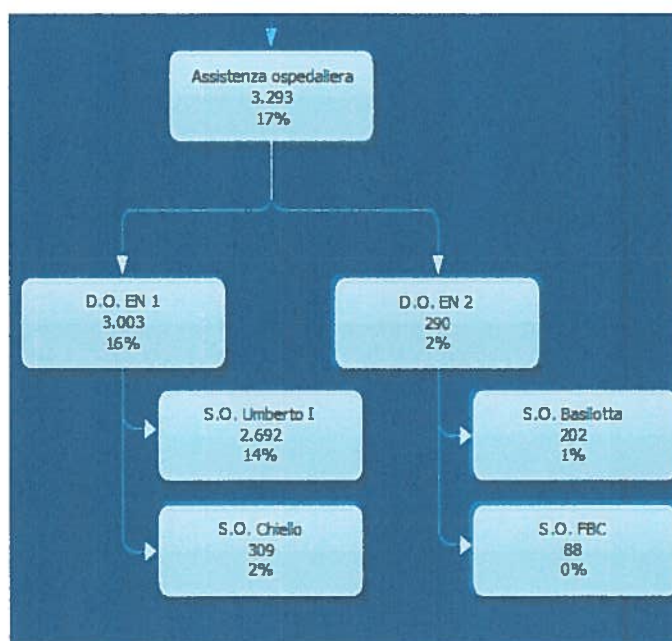 Assistenza ospedaliera
3.293
17%
D.O. EN 1
3.003
16%
D.O. EN 2
290
2%
S.O. Umberto I
2.692
14%
S.O. Basilotta
202
1%
S.O. Chiello
309
2%
S.O. FBC
88
0%